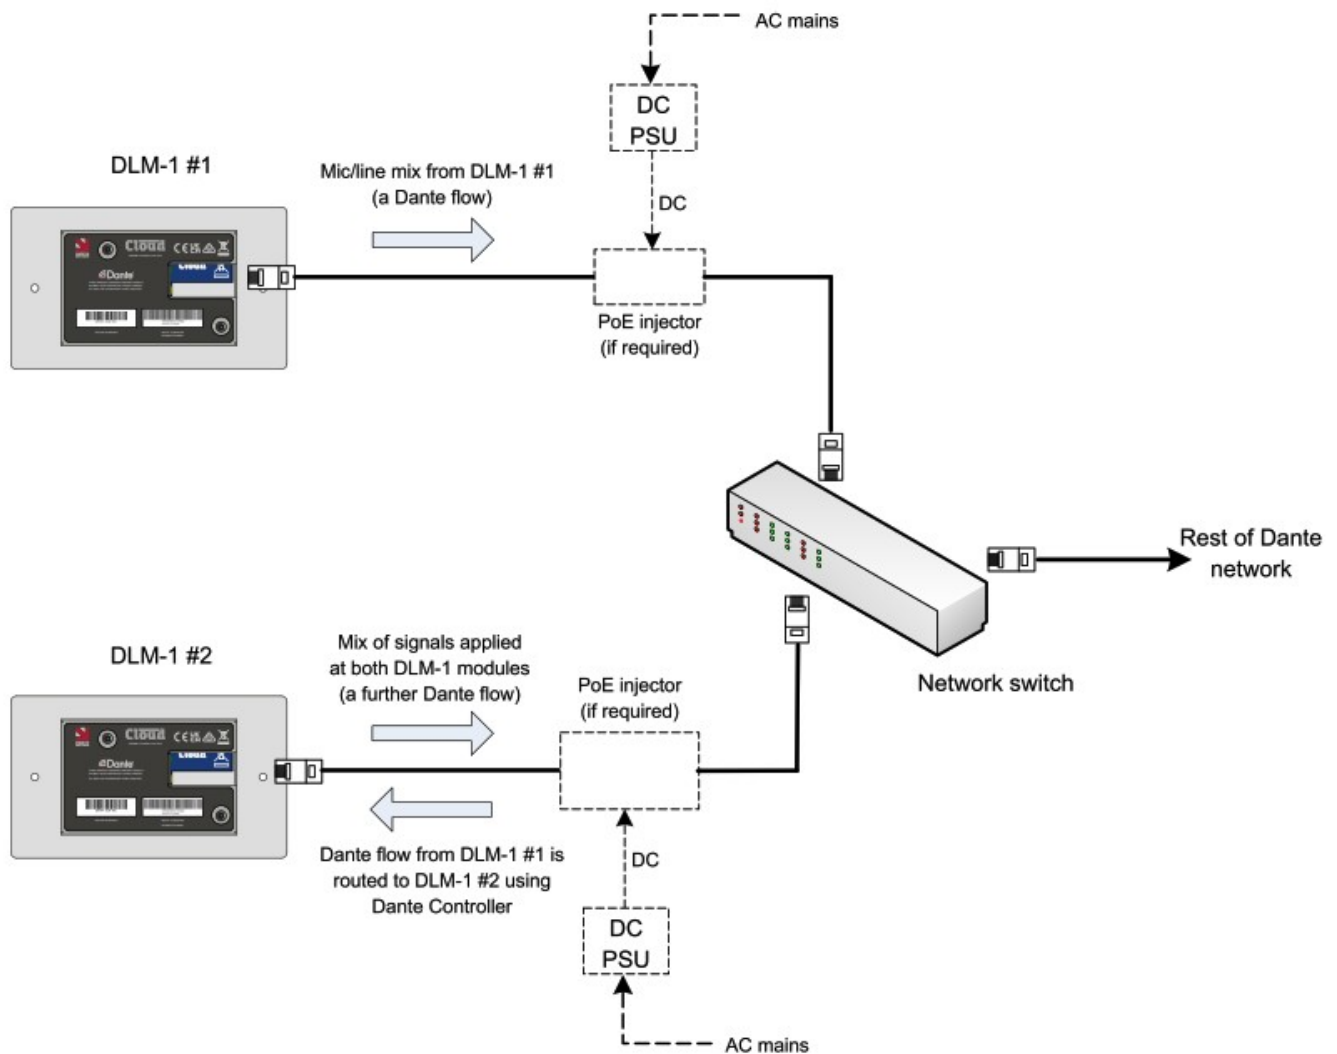 AC mains
DC
PSU
DLM-1 #1
Mic/line mix from DLM-1 #1
(a Dante flow)
DC
Cloud
Dante
Cloud
PoE injector
(if required)
Rest of Dante
network
Network switch
DLM-1 #2
Mix of signals applied
at both DLM-1 modules
(a further Dante flow)
PoE injector
(if required)
Cloud
Dante
Cloud
Dante flow from DLM-1 #1 is
routed to DLM-1 #2 using
Dante Controller
DC
DC
PSU
AC mains